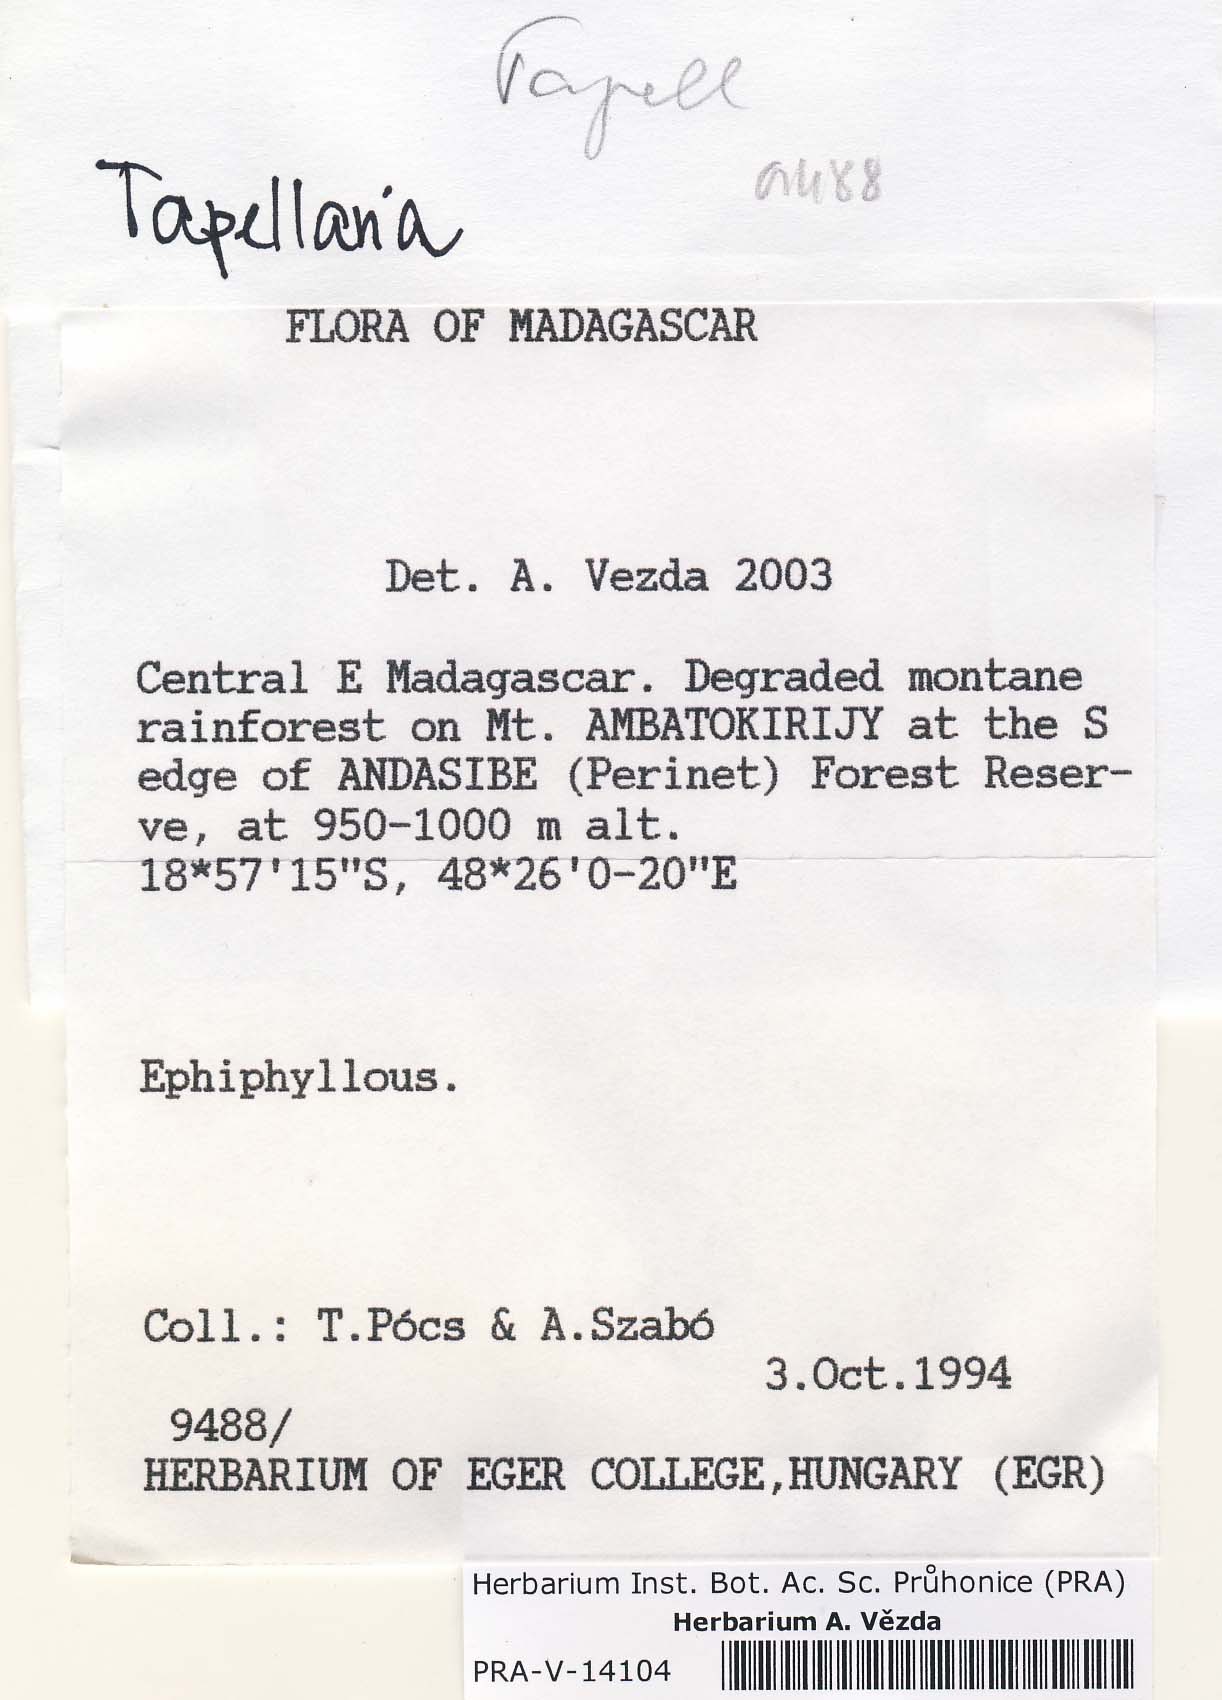 Tapell
9488
Tapellaria
FLORA OF MADAGASCAR
Det. A. Vezda 2003
Central E Madagascar. Degraded montane
rainforest on Mt. AMBATOKIRIJY at the S
edge of ANDASIBE (Perinet) Forest Reser-
ve, at 950-1000 m alt.
18*57'15"S, 48*26'0-20"E
Ephiphyllous.
Coll.: T.Pócs & A.Szabó
3.Oct.1994
9488/
HERBARIUM OF EGER COLLEGE,HUNGARY (EGR)
Herbarium Inst. Bot. Ac. Sc. Průhonice (PRA)
Herbarium A. Vězda
PRA-V-14104